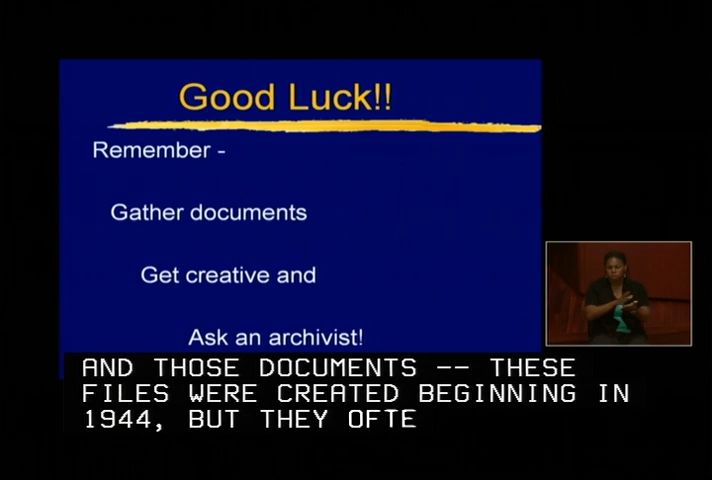 Good Luck!!
Remember -
Gather documents
Get creative and
Ask an archivist!
AND THOSE DOCUMENTS -- THESE
FILES WERE CREATED BEGINNING IN
1944, BUT THEY OFTE